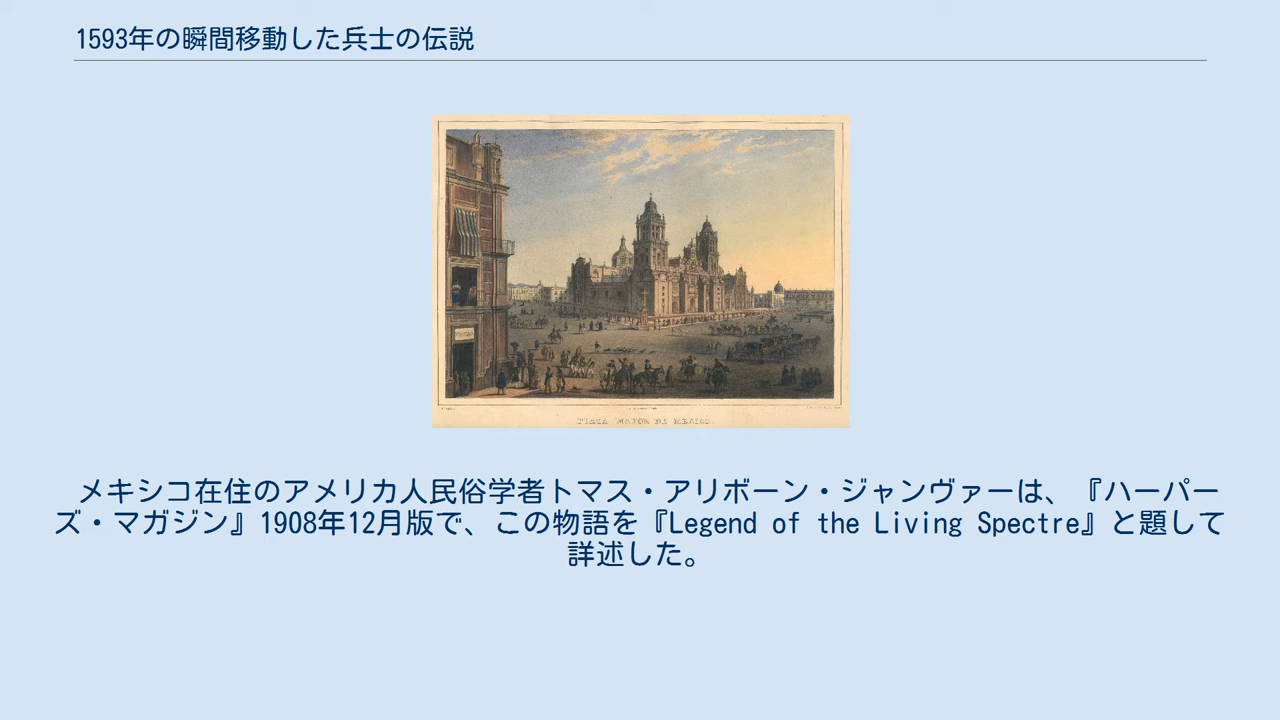 1593年の瞬間移動した兵士の伝説
PLAZA MAYOR DE MEXICO.
メキシコ在住のアメリカ人民俗学者トマス・アリボーン・ジャンヴァーは、『ハーパー
ズ・マガジン』1908年12月版で、この物語を『Legend of the Living Spectre』と題して
詳述した。